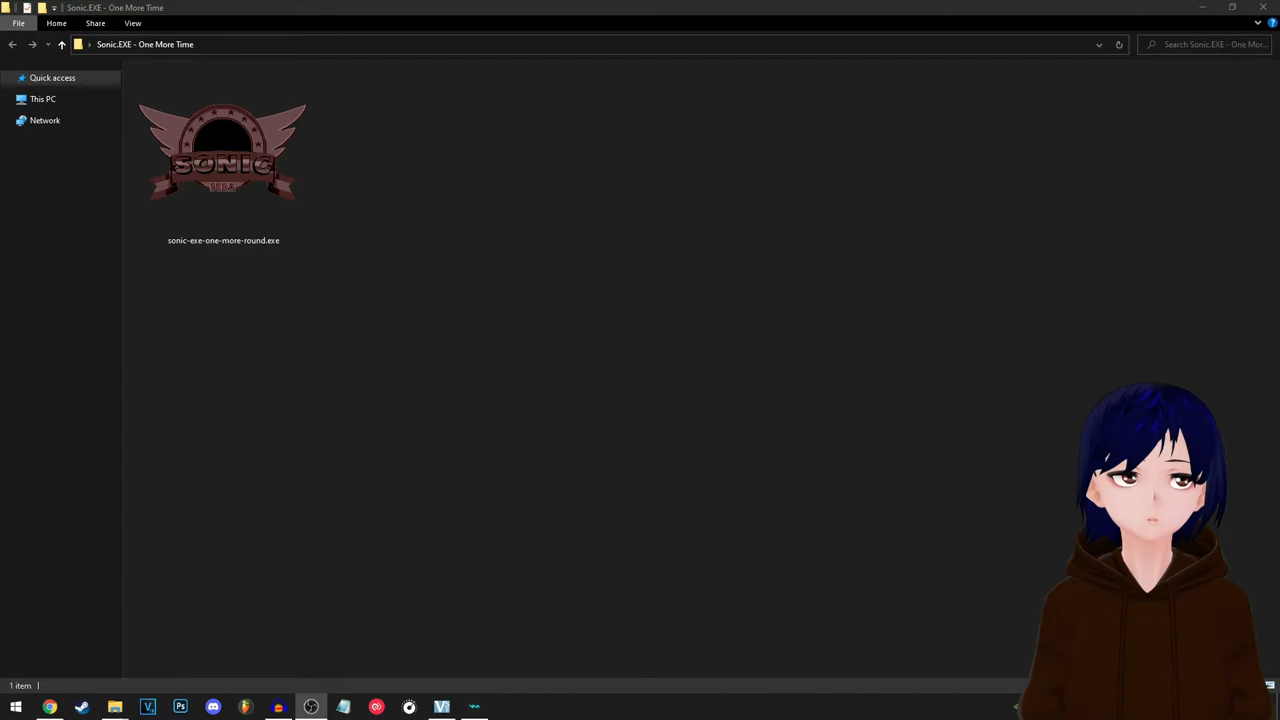 Sonic.EXE - One More Time
File Home Share View
Sonic.EXE - One More Time
Search Sonic.EXE - One Mor...
Quick access
This PC
Network
SONIC
SEGA
sonic-exe-one-more-round.exe
1 item